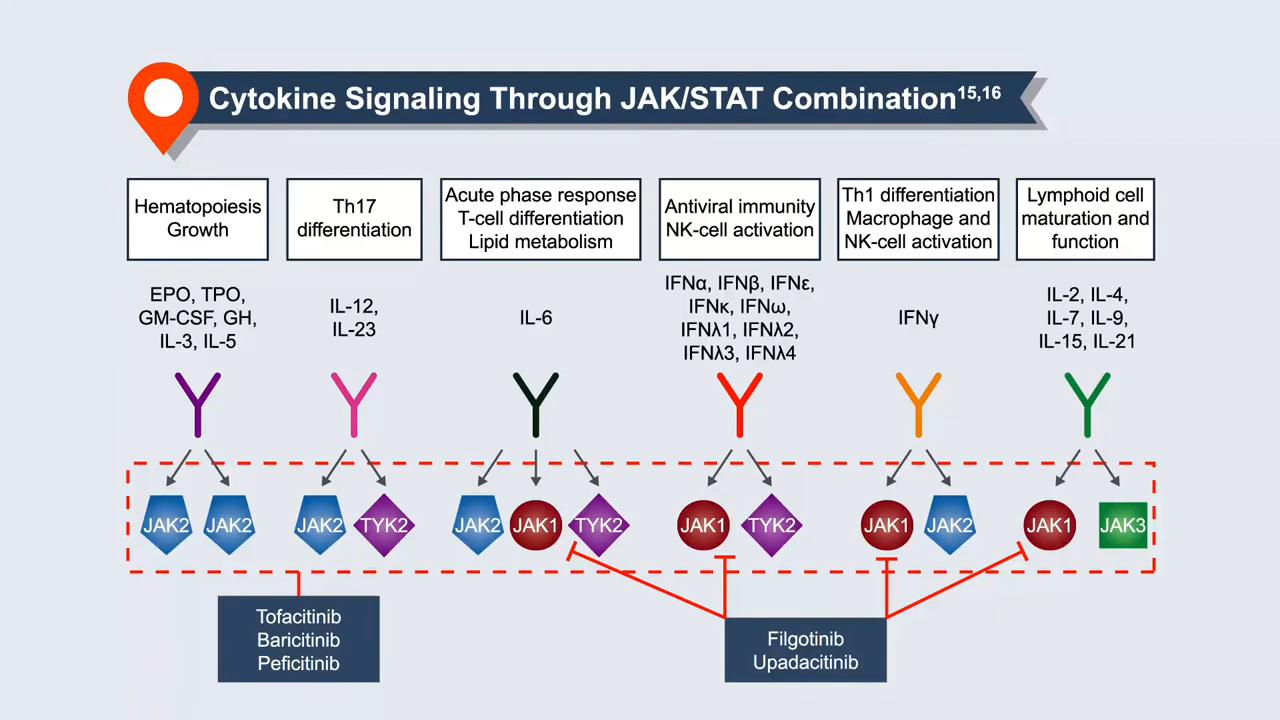 Cytokine Signaling Through JAK/STAT Combination15,16
Hematopoiesis
Growth
Th17
differentiation
Acute phase response
T-cell differentiation
Lipid metabolism
Antiviral immunity
NK-cell activation
Th1 differentiation
Macrophage and
NK-cell activation
Lymphoid cell
maturation and
function
EPO, TPO,
GM-CSF, GH,
IL-3, IL-5
IL-12,
IL-23
IL-6
IFNα, IFNβ, IFNε,
IFNκ, IFNω,
IFNλ1, IFNλ2,
IFNλ3, IFNλ4
IFNγ
IL-2, IL-4,
IL-7, IL-9,
IL-15, IL-21
JAK2
JAK2
JAK2
TYK2
JAK2
JAK1
TYK2
JAK1
TYK2
JAK1
JAK2
JAK1
JAK3
Tofacitinib
Baricitinib
Peficitinib
Filgotinib
Upadacitinib